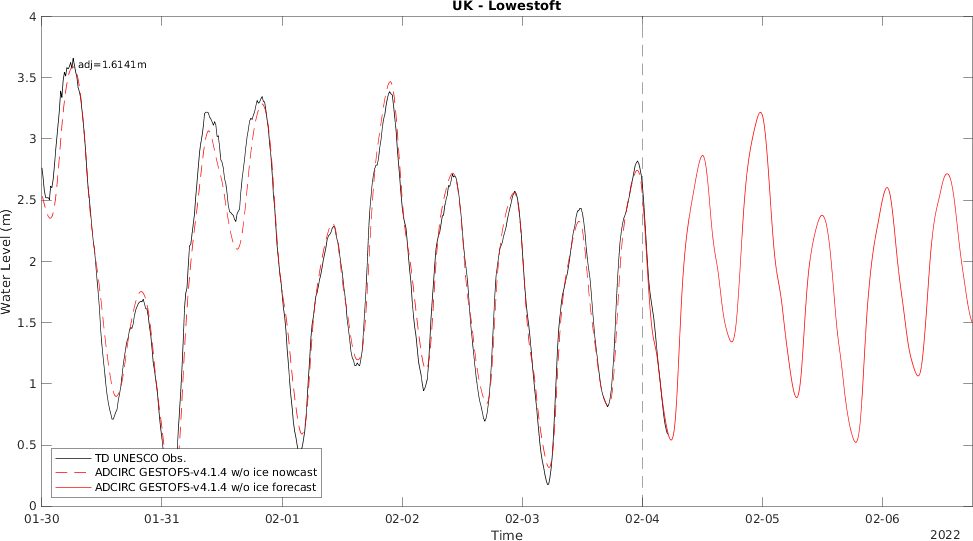 UK - Lowestoft
4
adj=1.6141m
3.5
3
2.5
2
1.5
1
0.5
0
Water Level (m)
TD UNESCO Obs.
ADCIRC GESTOFS-v4.1.4 w/o ice nowcast
ADCIRC GESTOFS-v4.1.4 w/o ice forecast
01-30 01-31 02-01 02-02 02-03 02-04 02-05 02-06
Time
2022